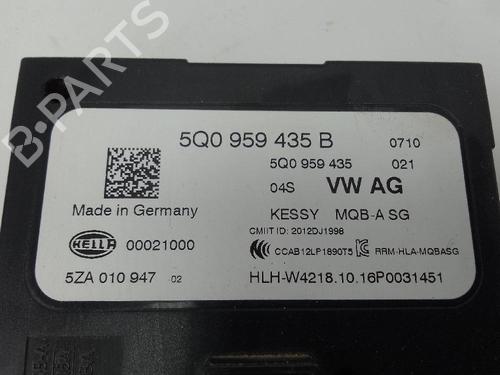 5Q0 959 435 B 0710
5Q0 959 435 021
04S VW AG
Made in Germany KESSY MQB-A SG
CMIIT ID: 2012DJ1998
HELLA 00021000 CCAB12LP1890T5 RRM-HLA-MQBASG
5ZA 010 947 02 HLH-W4218.10.16P0031451